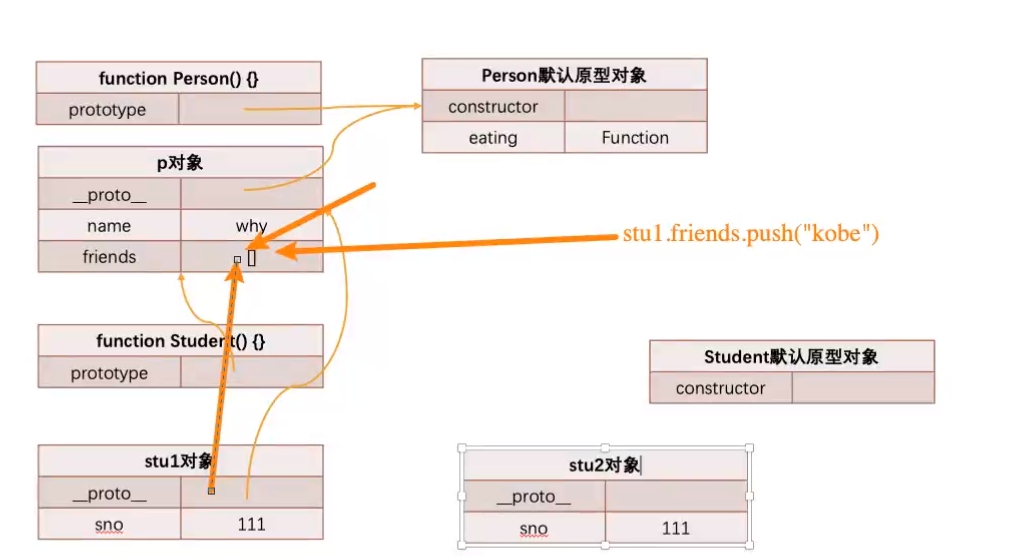 function Person() {}
prototype
Person默认原型对象
constructor
eating Function
p对象
__proto__
name why
friends []
stu1.friends.push("kobe")
function Student() {}
prototype
Student默认原型对象
constructor
stu1对象
__proto__
sno 111
stu2对象
__proto__
sno 111